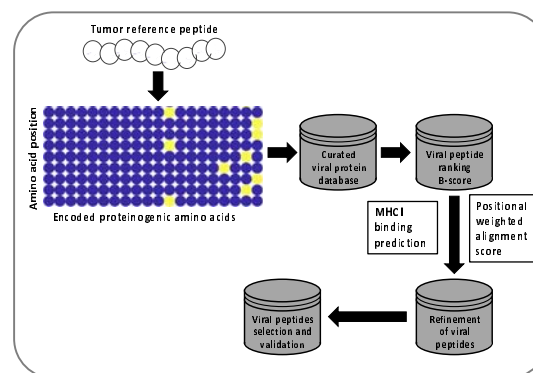 Tumor reference peptide
Amino acid position
Encoded proteinogenic amino acids
Curated
viral protein
database
Viral peptide
ranking
B-score
MHC I
binding
prediction
Positional
weighted
alignment
score
Viral peptides
selection and
validation
Refinement
of viral
peptides